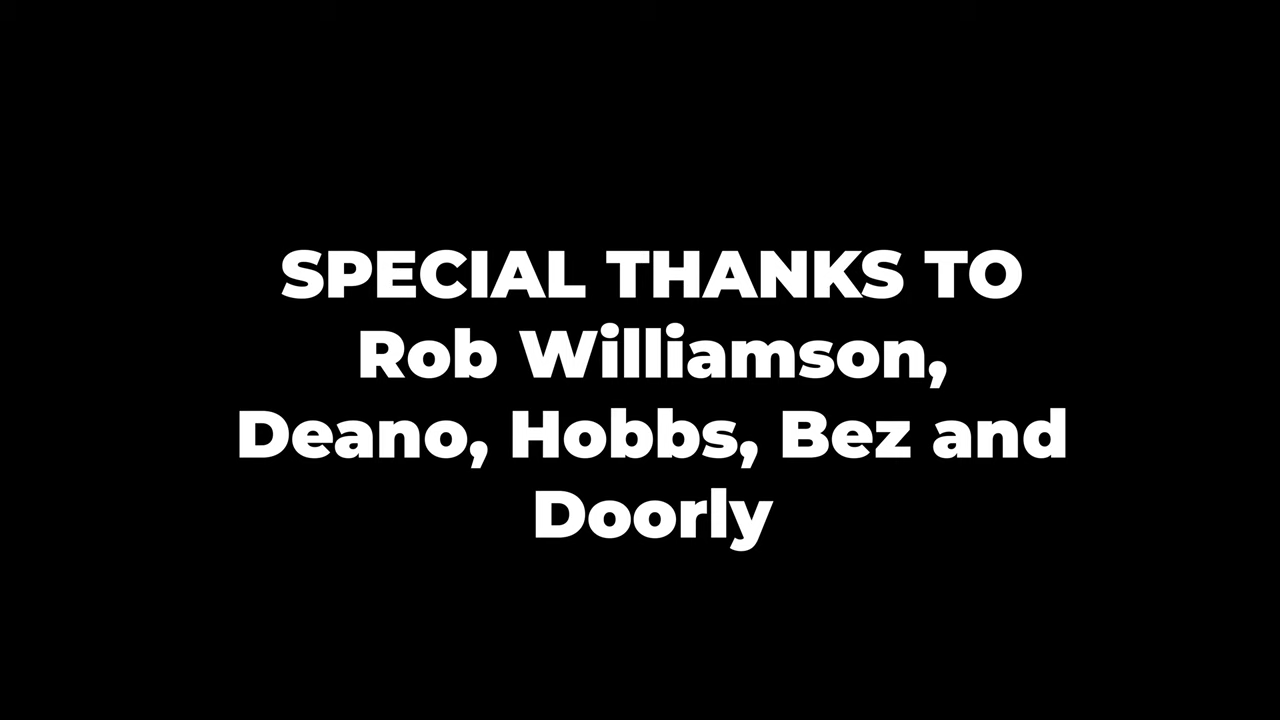 SPECIAL THANKS TO
Rob Williamson,
Deano, Hobbs, Bez and
Doorly